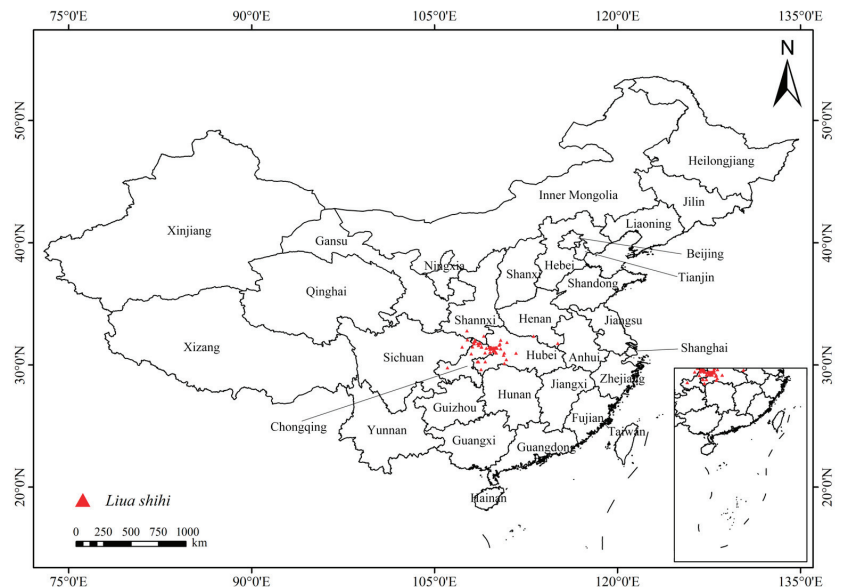 75°0'E 90°0'E 105°0'E 120°0'E 135°0'E
N
50°0'N 50°0'N
Heilongjiang
Inner Mongolia
Jilin
Xinjiang
Liaoning
Gansu
40°0'N 40°0'N
Beijing
Ningxia
Shanxi
Hebei
Tianjin
Qinghai
Shandong
Shannxi
Henan
Jiangsu
Xizang
Shanghai
Sichuan
Hubei
Anhui
30°0'N 30°0'N
Zhejiang
Jiangxi
Hunan
Guizhou
Chongqing
Fujian
Yunnan
Taiwan
Guangxi
Guangdong
Hainan
20°0'N 20°0'N
Liua shihi
0 250 500 750 1000
km
75°0'E 90°0'E 105°0'E 120°0'E 135°0'E